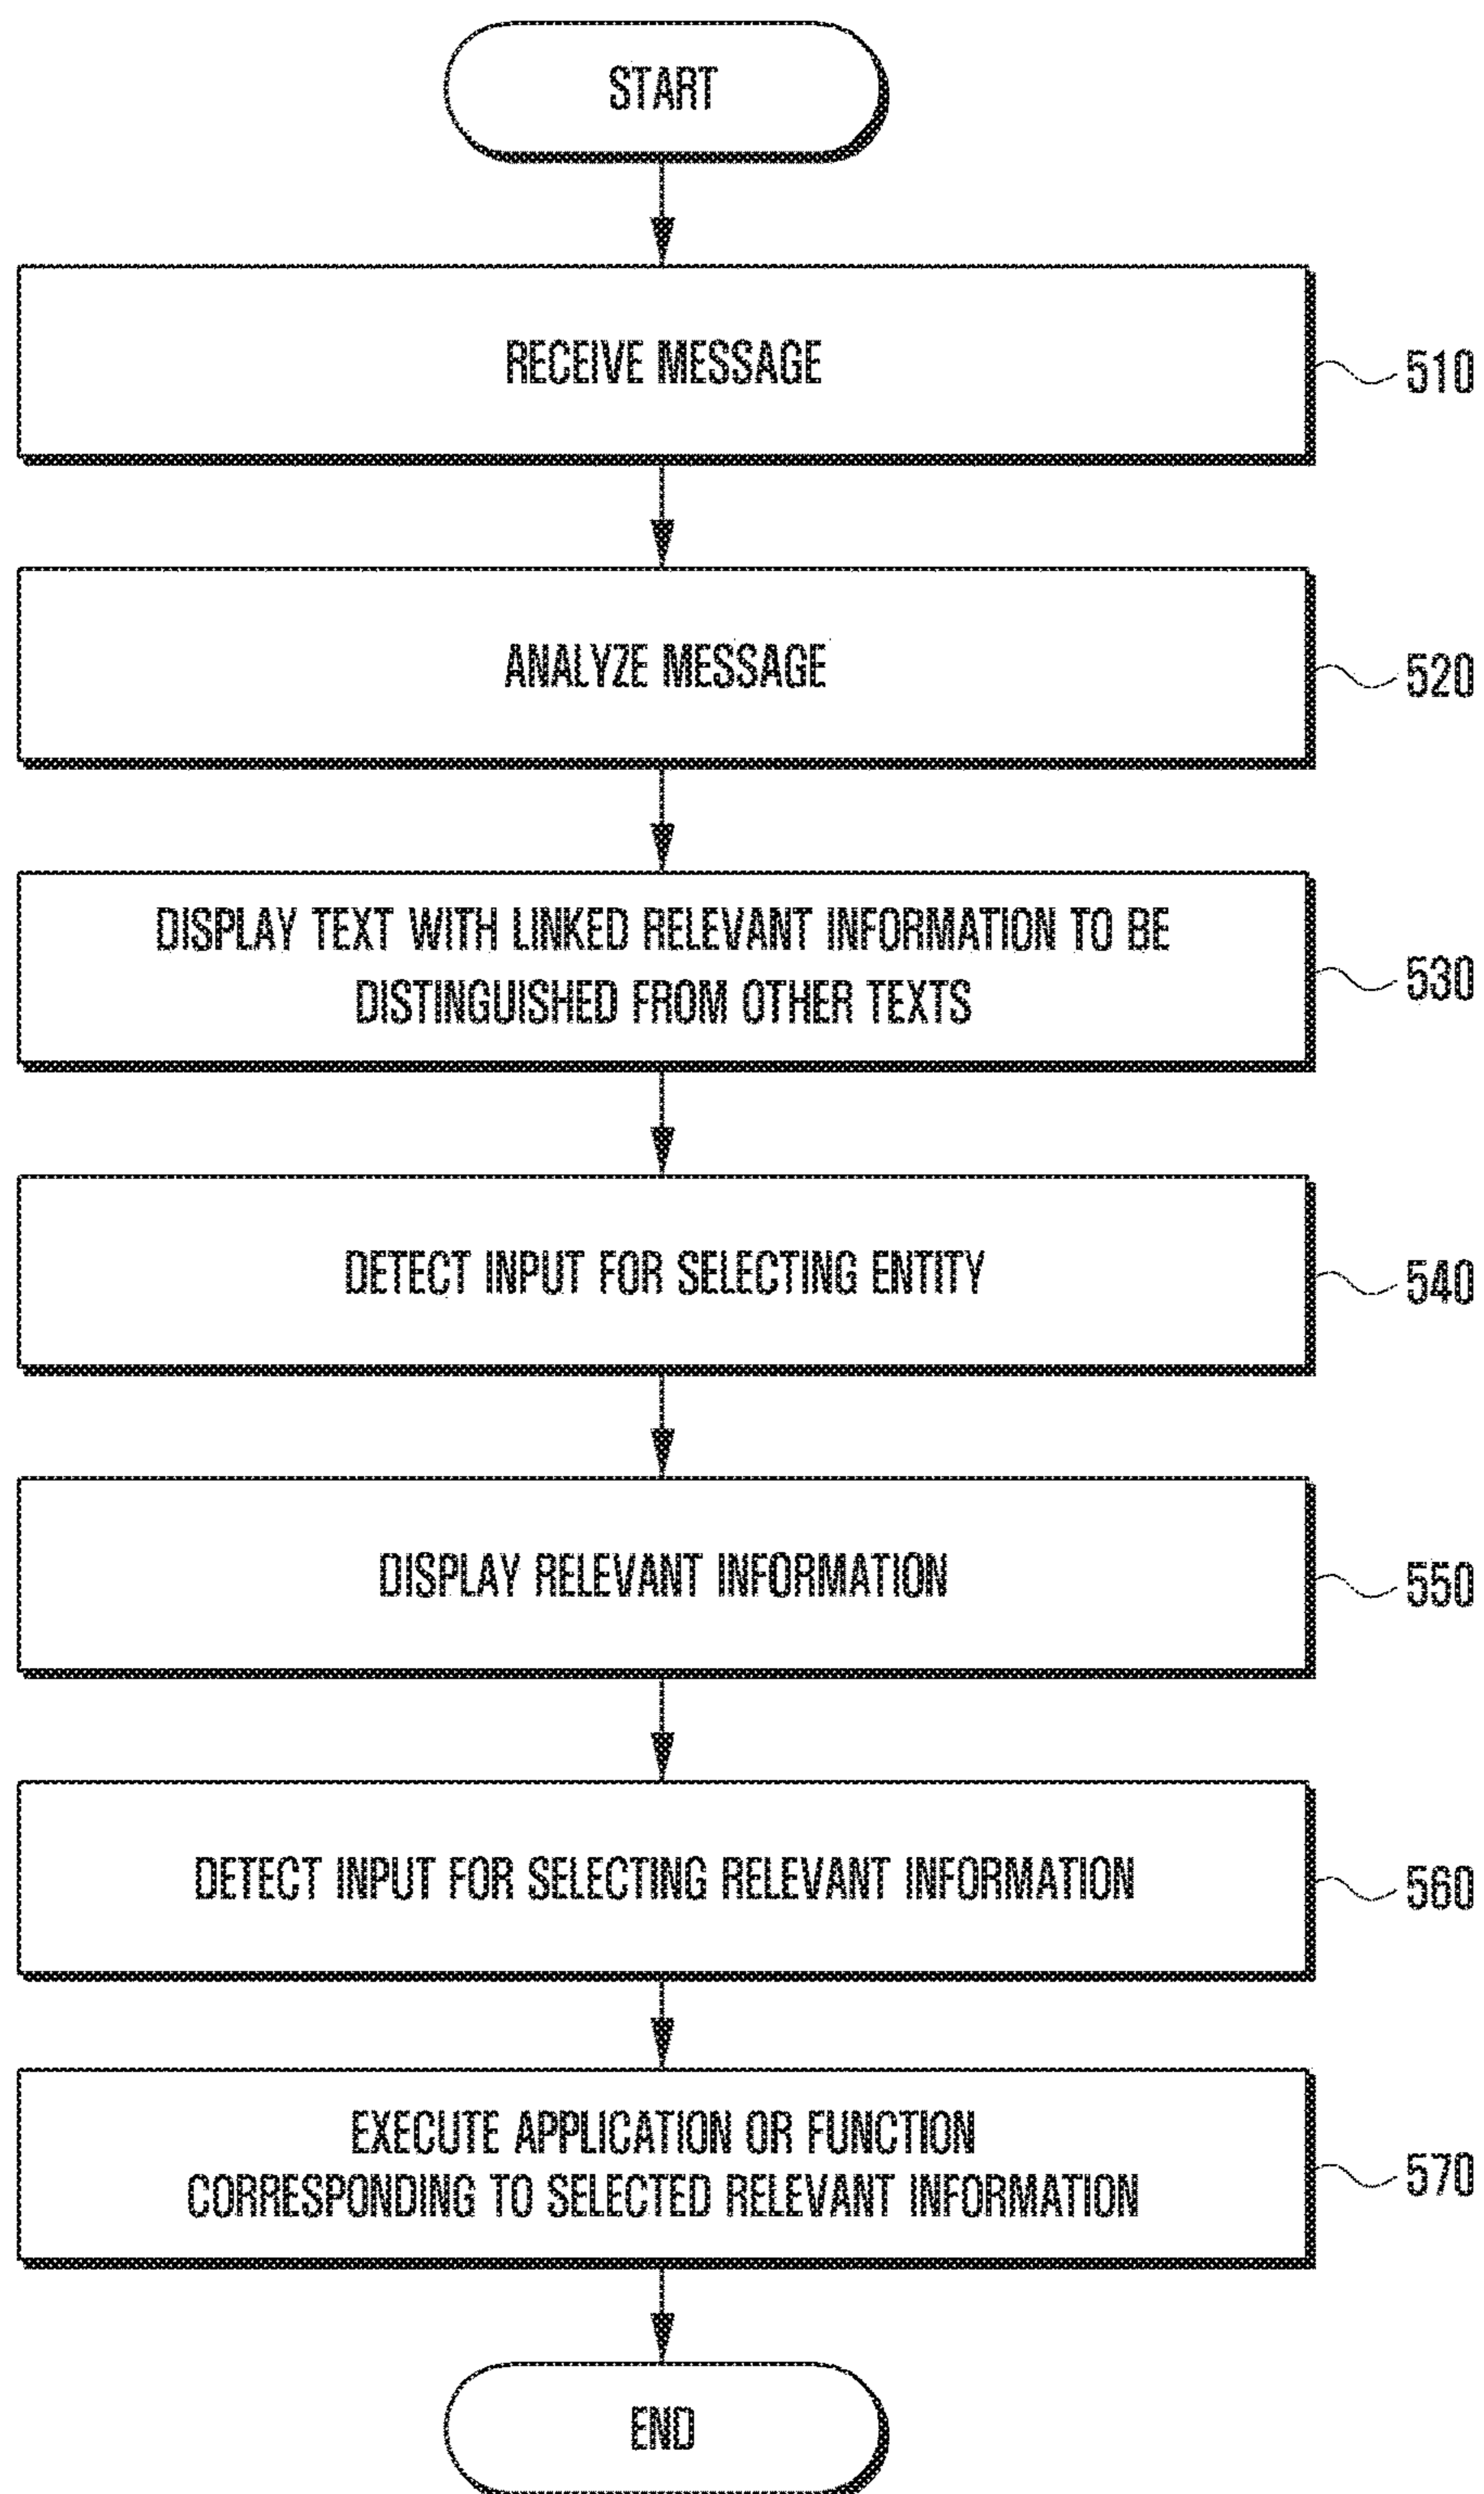 START
RECEIVE MESSAGE
510
ANALYZE MESSAGE
520
DISPLAY TEXT WITH LINKED RELEVANT INFORMATION TO BE
DISTINGUISHED FROM OTHER TEXTS
530
DETECT INPUT FOR SELECTING ENTITY
540
DISPLAY RELEVANT INFORMATION
550
DETECT INPUT FOR SELECTING RELEVANT INFORMATION
560
EXECUTE APPLICATION OR FUNCTION
CORRESPONDING TO SELECTED RELEVANT INFORMATION
570
END